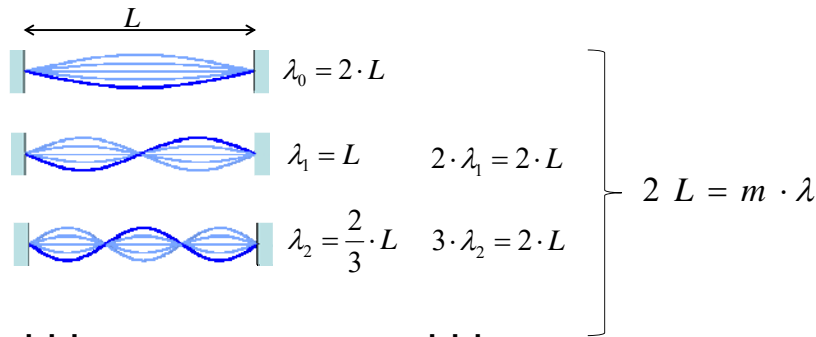 L
λ₀ = 2 · L
λ₁ = L 2 · λ₁ = 2 · L
2 L = m · λ
λ₂ = 2/3 · L 3 · λ₂ = 2 · L
... ...